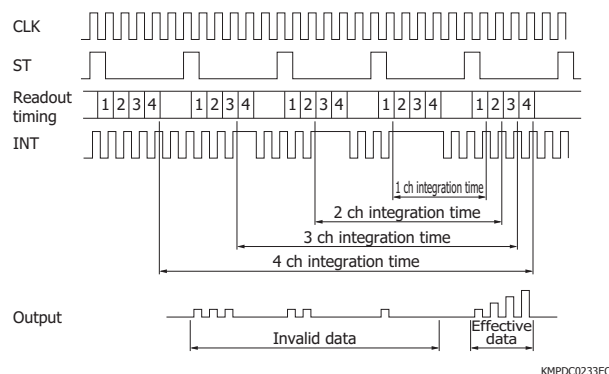 CLK
ST
Readout
timing
1 2 3 4 1 2 3 4 1 2 3 4 1 2 3 4 1 2 3 4
INT
1 ch integration time
2 ch integration time
3 ch integration time
4 ch integration time
Output
Invalid data
Effective
data
KMPDC0233EC